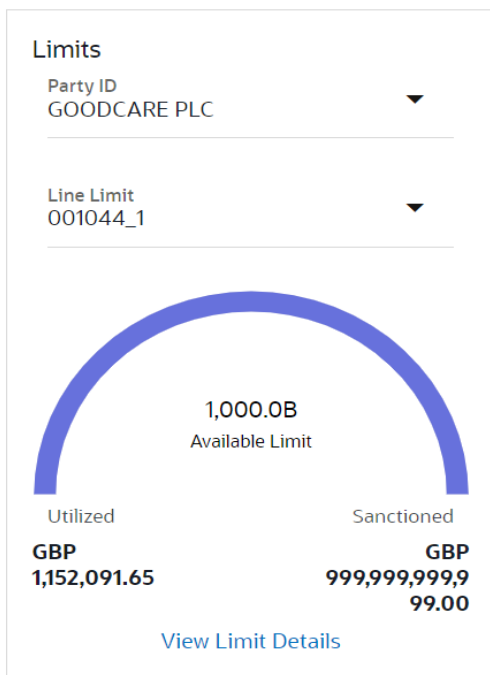 Limits
Party ID
GOODCARE PLC
Line Limit
001044_1
1,000.0B
Available Limit
Utilized Sanctioned
GBP GBP
1,152,091.65 999,999,999,9
99.00
View Limit Details